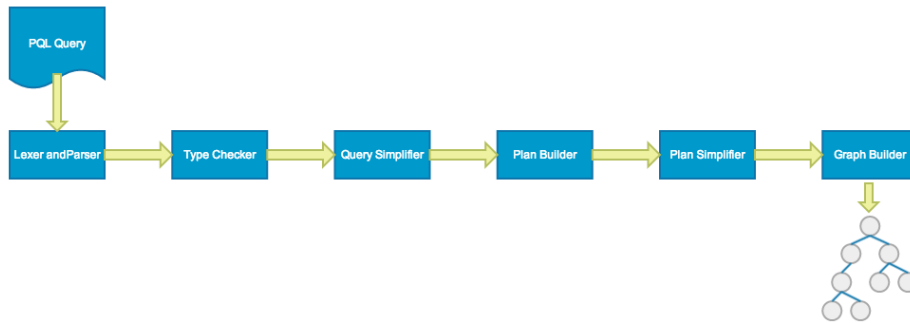 PQL Query
Lexer andParser
Type Checker
Query Simplifier
Plan Builder
Plan Simplifier
Graph Builder